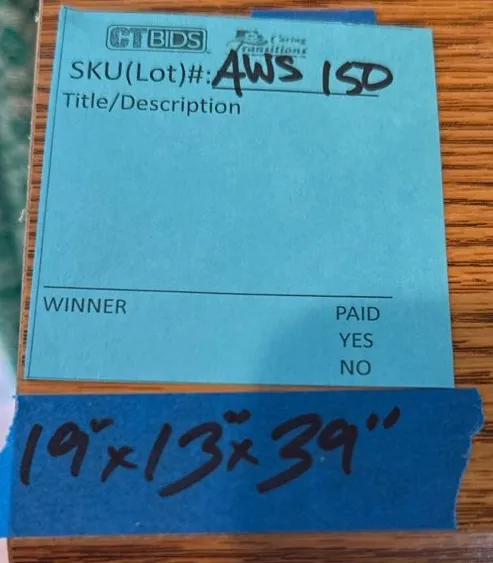 CTBIDS Caring Transitions
SKU(Lot)#: AWS 150
Title/Description
WINNER PAID
YES
NO
19"x13"x39"